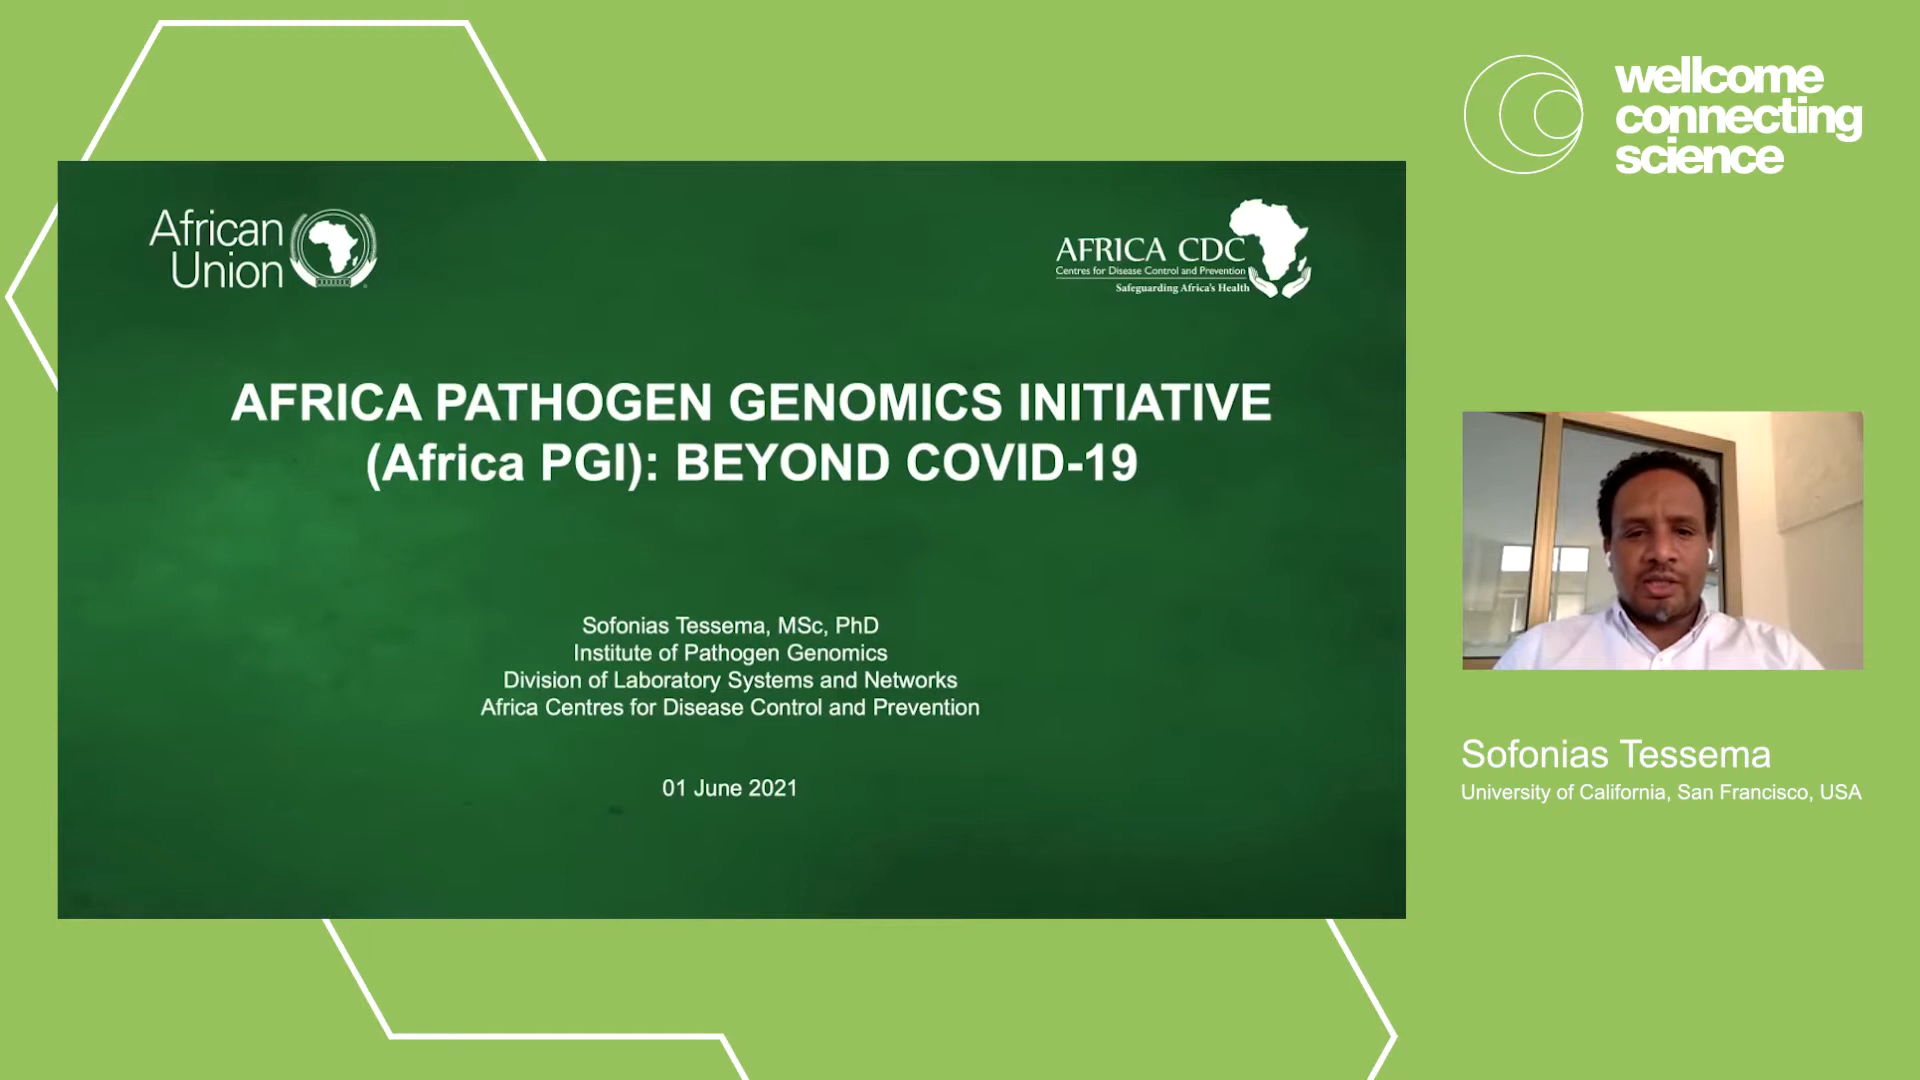 African
Union
AFRICA CDC
Centres for Disease Control and Prevention
Safeguarding Africa's Health
AFRICA PATHOGEN GENOMICS INITIATIVE
(Africa PGI): BEYOND COVID-19
Sofonias Tessema, MSc, PhD
Institute of Pathogen Genomics
Division of Laboratory Systems and Networks
Africa Centres for Disease Control and Prevention
01 June 2021
wellcome
connecting
science
Sofonias Tessema
University of California, San Francisco, USA